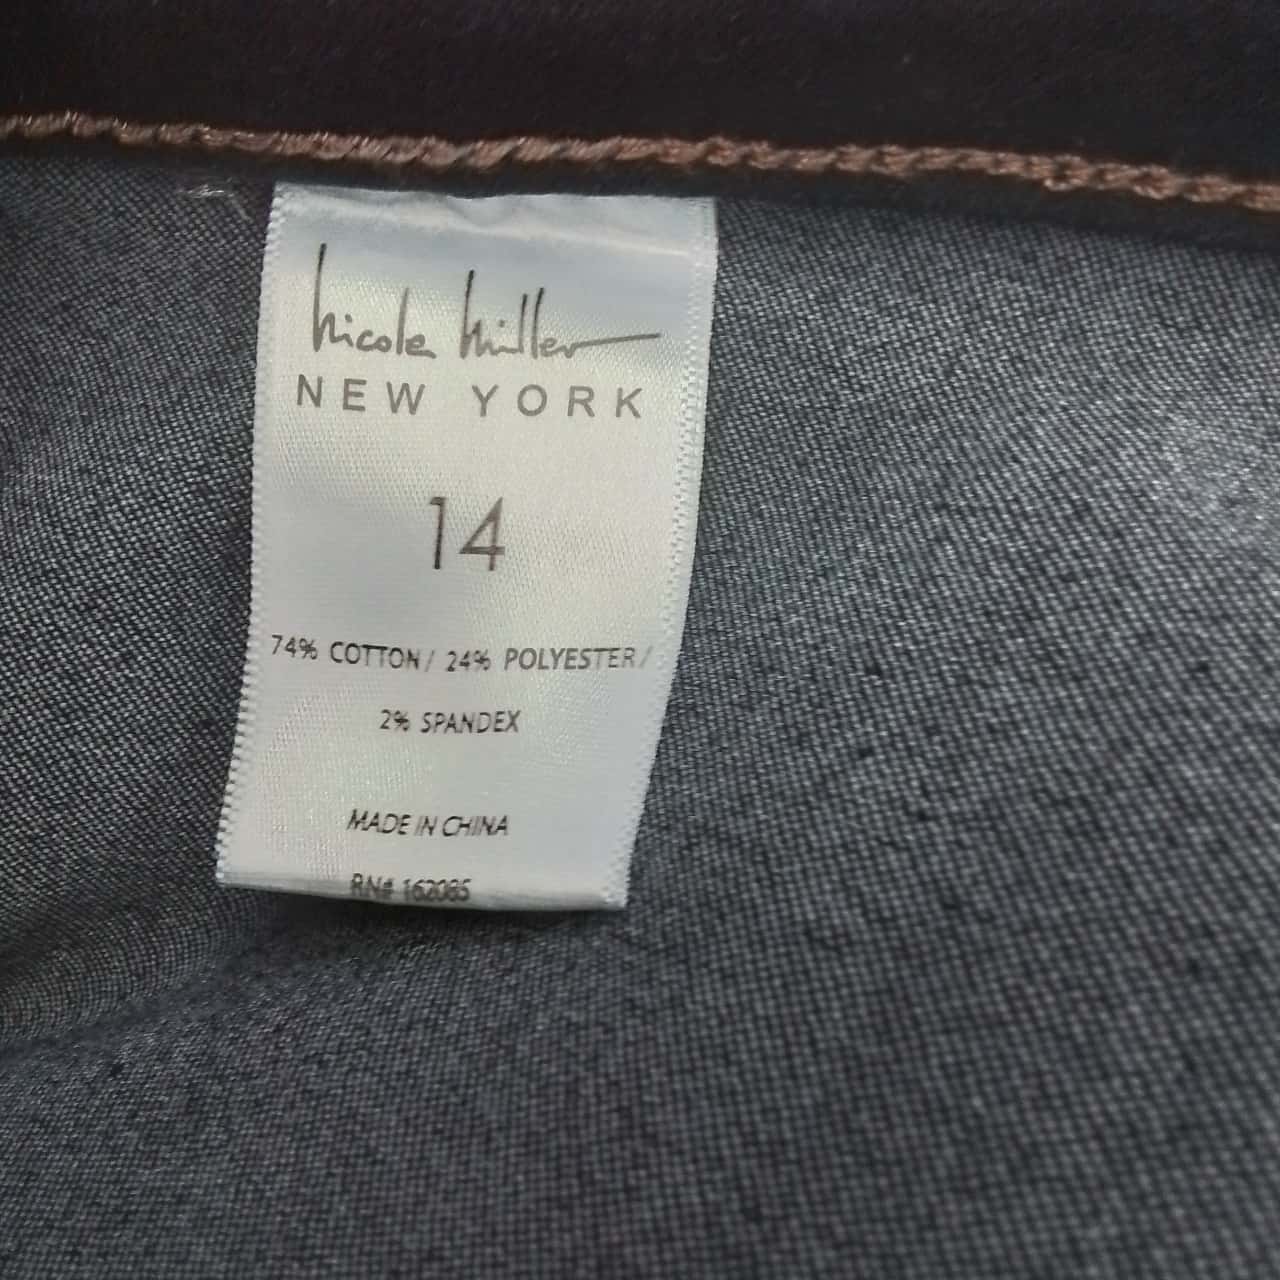 Nicole Miller
NEW YORK
14
74% COTTON/ 24% POLYESTER/
2% SPANDEX
MADE IN CHINA
RN# 162085